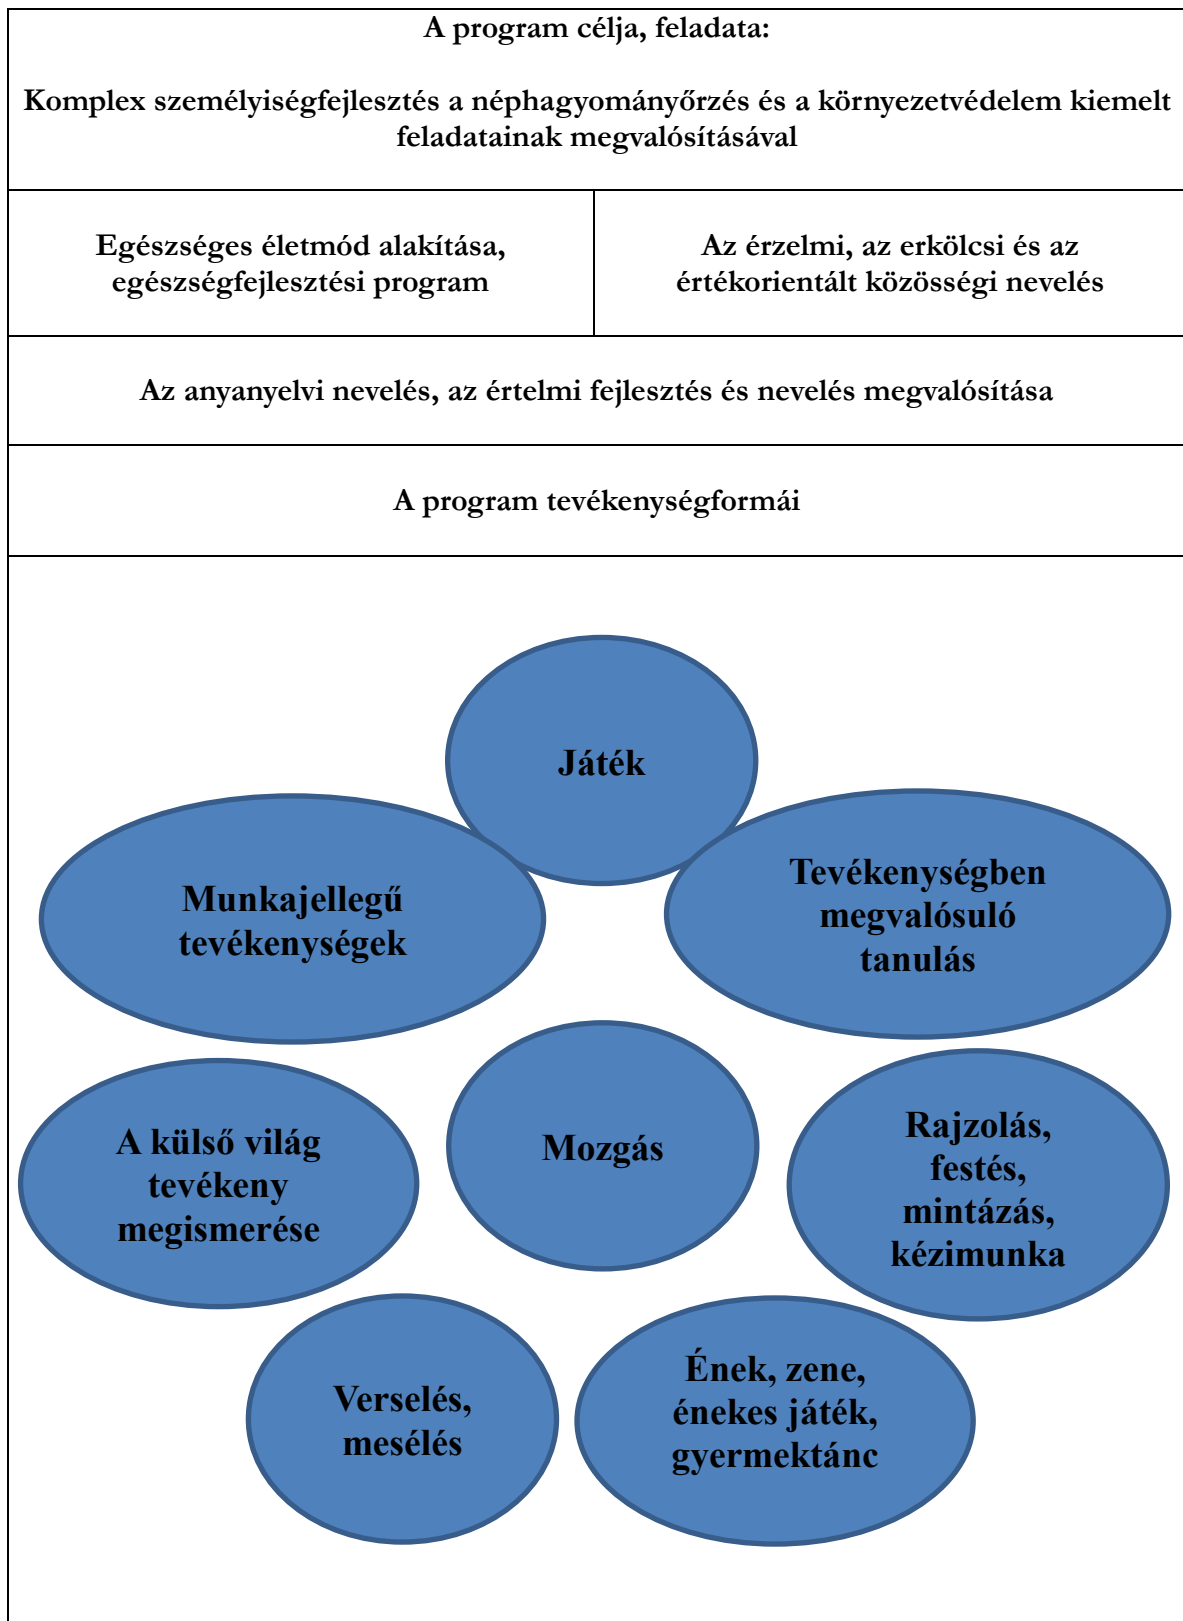 A program célja, feladata:
Komplex személyiségfejlesztés a néphagyományőrzés és a környezetvédelem kiemelt
feladatainak megvalósításával
Egészséges életmód alakítása,
egészségfejlesztési program
Az érzelmi, az erkölcsi és az
értékorientált közösségi nevelés
Az anyanyelvi nevelés, az értelmi fejlesztés és nevelés megvalósítása
A program tevékenységformái
Játék
Munkajellegű
tevékenységek
Tevékenységben
megvalósuló
tanulás
A külső világ
tevékeny
megismerése
Mozgás
Rajzolás,
festés,
mintázás,
kézimunka
Verselés,
mesélés
Ének, zene,
énekes játék,
gyermektánc